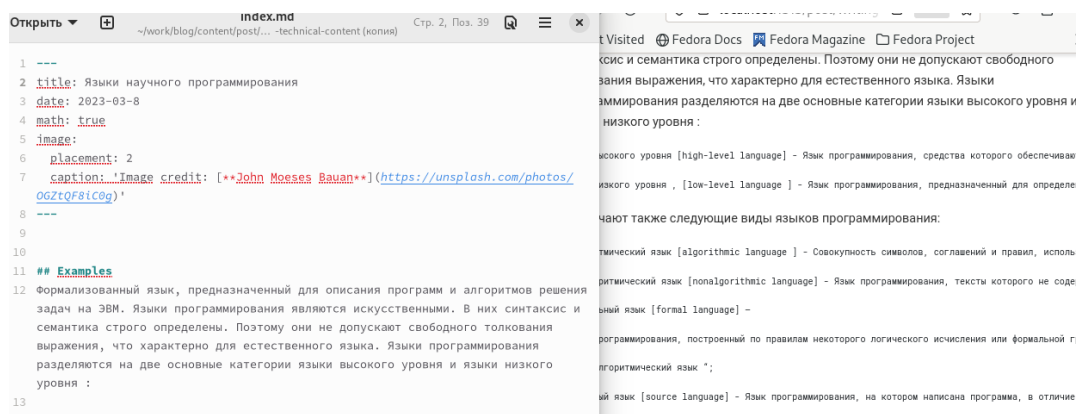 Открыть
index.md
~/work/blog/content/post/... -technical-content (копия)
Стр. 2, Поз. 39
1 ---
2 title: Языки научного программирования
3 date: 2023-03-8
4 math: true
5 image:
6 placement: 2
7 caption: 'Image credit: [**John Moeses Bauan**](https://unsplash.com/photos/
OGZtQF8iC0g)'
8 ---
9
10
11 ## Examples
12 Формализованный язык, предназначенный для описания программ и алгоритмов решения
задач на ЭВМ. Языки программирования являются искусственными. В них синтаксис и
семантика строго определены. Поэтому они не допускают свободного толкования
выражения, что характерно для естественного языка. Языки программирования
разделяются на две основные категории языки высокого уровня и языки низкого
уровня :
13
t Visited Fedora Docs Fedora Magazine Fedora Project
ксис и семантика строго определены. Поэтому они не допускают свободного
вания выражения, что характерно для естественного языка. Языки
аммирования разделяются на две основные категории языки высокого уровня и
низкого уровня :
ысокого уровня [high-level language] - Язык программирования, средства которого обеспечиваю
изкого уровня , [low-level language ] - Язык программирования, предназначенный для определе
чают также следующие виды языков программирования:
тмический язык [algorithmic language ] - Совокупность символов, соглашений и правил, исполь
ритмический язык [nonalgorithmic language] - Язык программирования, тексты которого не соде
ьный язык [formal language] –
рограммирования, построенный по правилам некоторого логического исчисления или формальной г
лгоритмический язык ";
ый язык [source language] - Язык программирования, на котором написана программа, в отличие